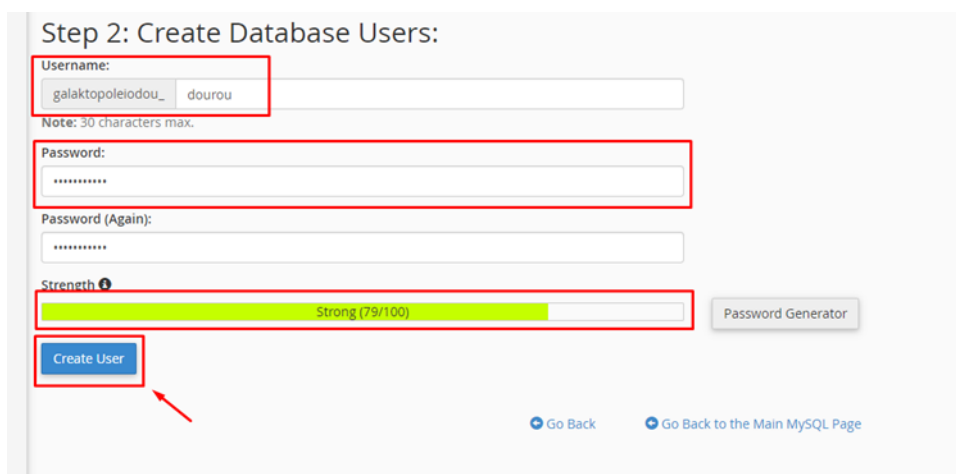 Step 2: Create Database Users:
Username:
galaktopoleiodou_ dourou
Note: 30 characters max.
Password:
•••••••••••
Password (Again):
•••••••••••
Strength
Strong (79/100)
Password Generator
Create User
Go Back Go Back to the Main MySQL Page